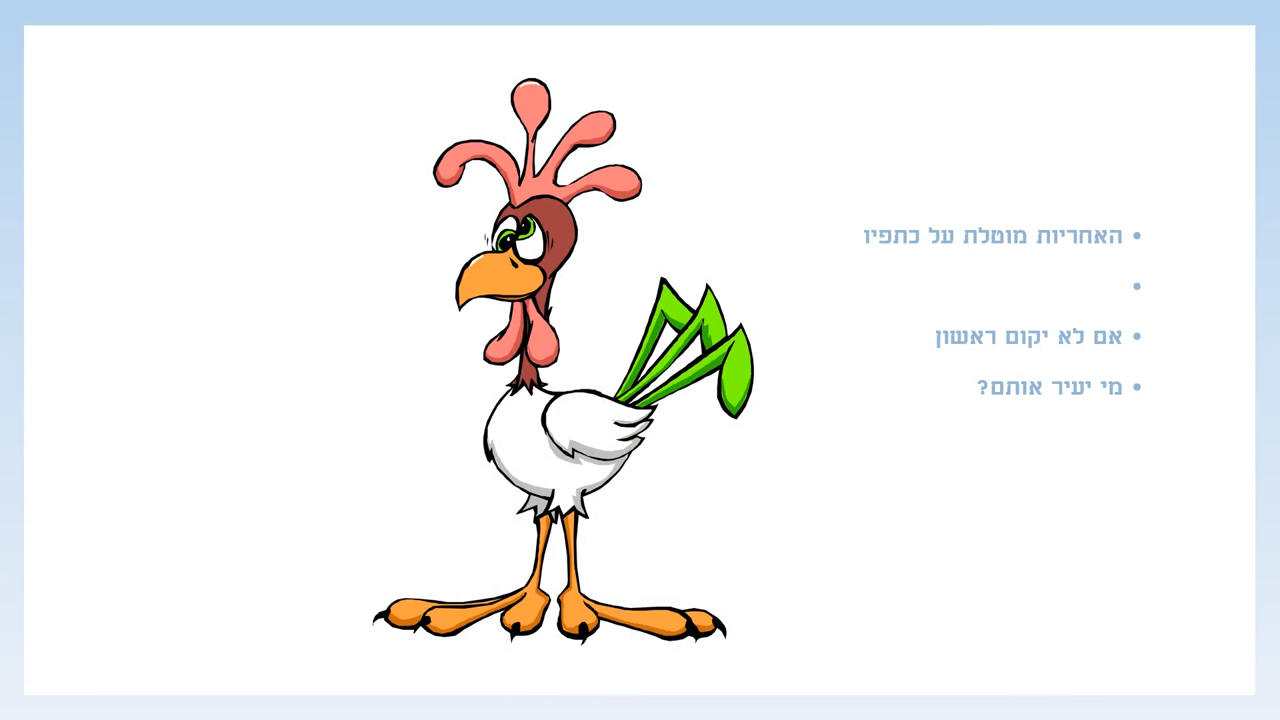 • האחריות מוטלת על כתפיו
•
• אם לא יקום ראשון
• מי יעיר אותם?